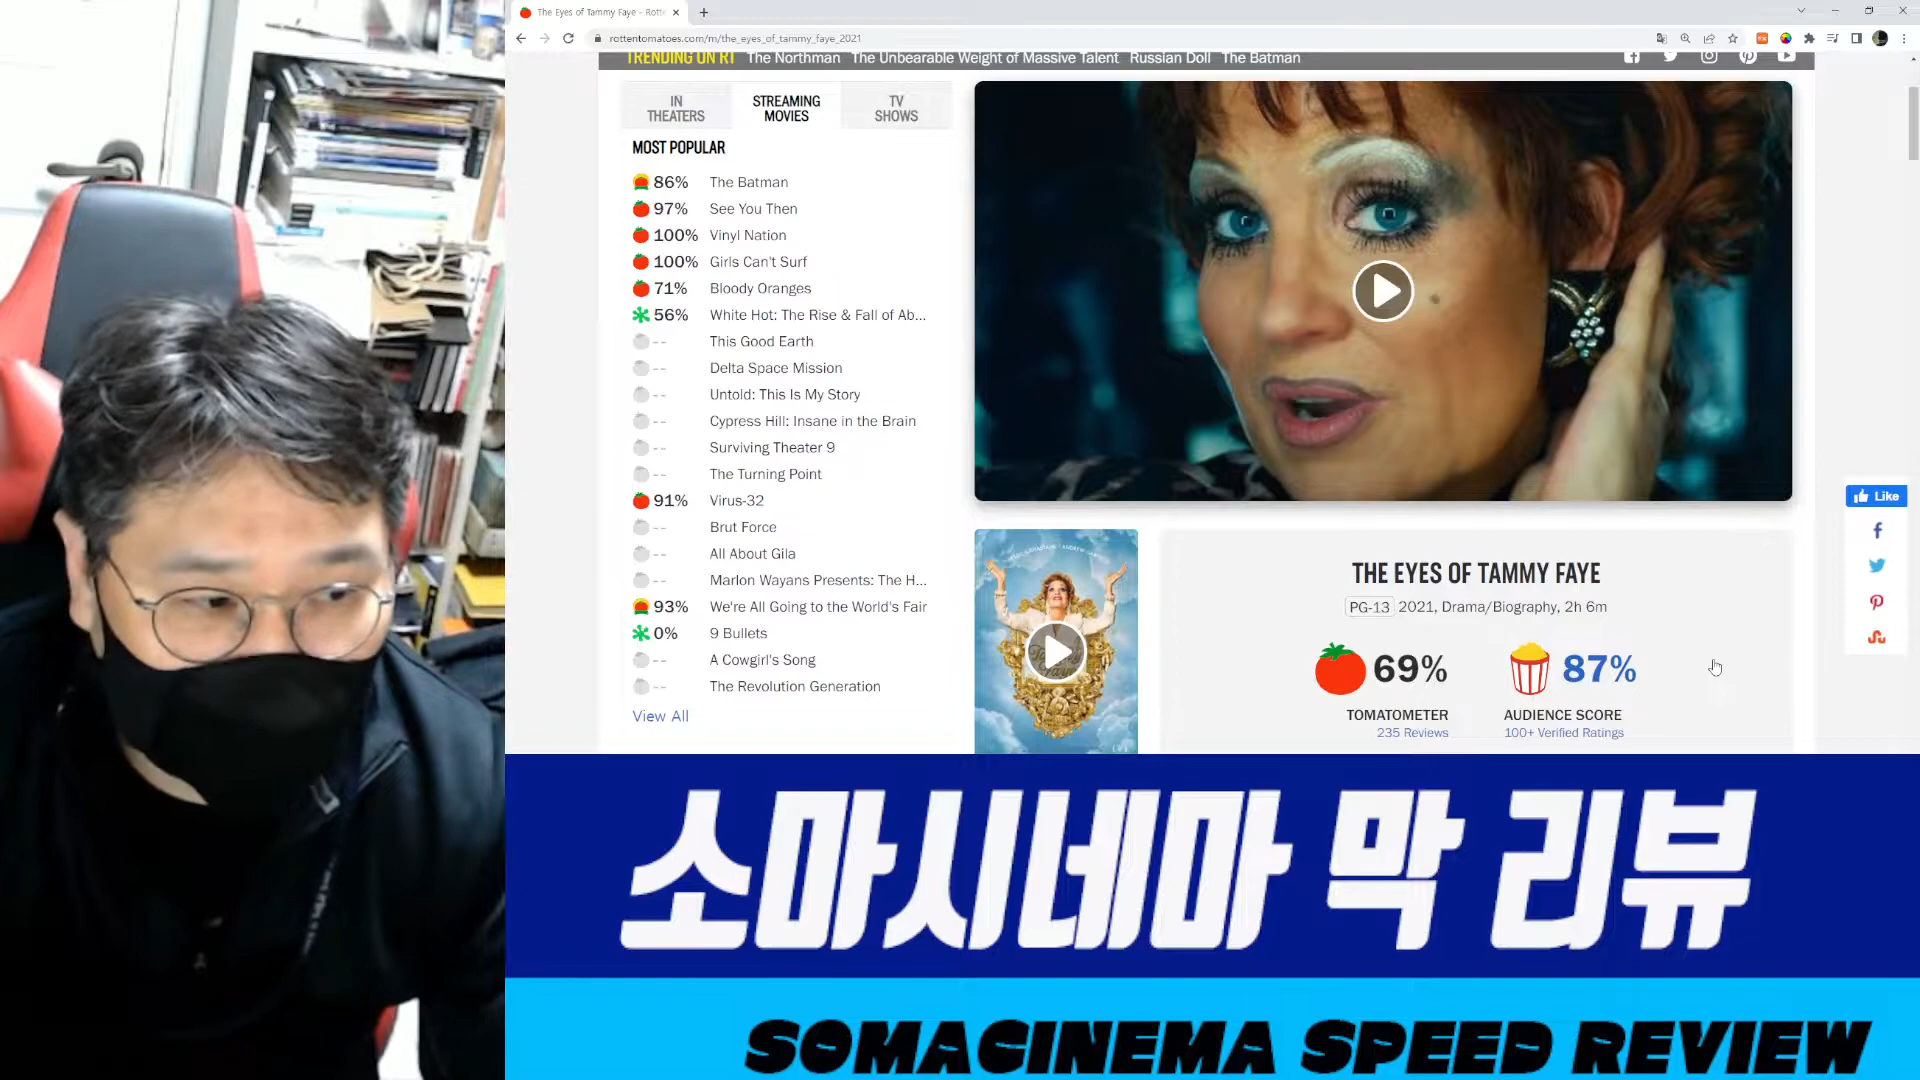 The Eyes of Tammy Faye - Rott
rottentomatoes.com/m/the_eyes_of_tammy_faye_2021
TRENDING ON RT The Northman The Unbearable Weight of Massive Talent Russian Doll The Batman
IN THEATERS
STREAMING MOVIES
TV SHOWS
MOST POPULAR
86% The Batman
97% See You Then
100% Vinyl Nation
100% Girls Can't Surf
71% Bloody Oranges
56% White Hot: The Rise & Fall of Ab...
-- This Good Earth
-- Delta Space Mission
-- Untold: This Is My Story
-- Cypress Hill: Insane in the Brain
-- Surviving Theater 9
-- The Turning Point
91% Virus-32
-- Brut Force
-- All About Gila
-- Marlon Wayans Presents: The H...
93% We're All Going to the World's Fair
0% 9 Bullets
-- A Cowgirl's Song
-- The Revolution Generation
View All
THE EYES OF TAMMY FAYE
PG-13 2021, Drama/Biography, 2h 6m
69% 87%
TOMATOMETER AUDIENCE SCORE
235 Reviews 100+ Verified Ratings
Like
소마시네마 막 리뷰
SOMACINEMA SPEED REVIEW